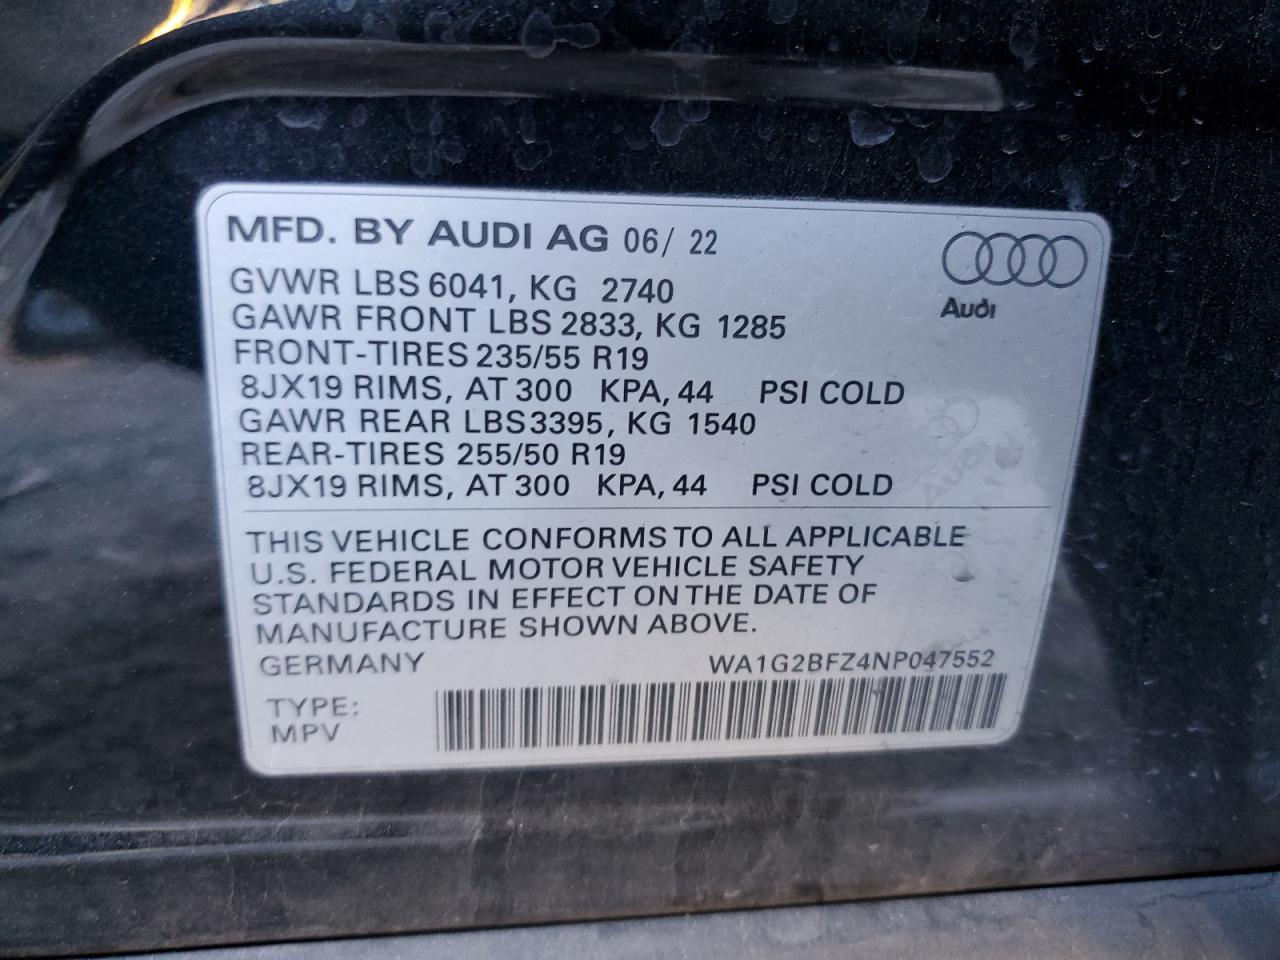 MFD. BY AUDI AG 06/ 22
Audi
GVWR LBS 6041, KG 2740
GAWR FRONT LBS 2833, KG 1285
FRONT-TIRES 235/55 R19
8JX19 RIMS, AT 300 KPA, 44 PSI COLD
GAWR REAR LBS3395, KG 1540
REAR-TIRES 255/50 R19
8JX19 RIMS, AT 300 KPA, 44 PSI COLD
THIS VEHICLE CONFORMS TO ALL APPLICABLE
U.S. FEDERAL MOTOR VEHICLE SAFETY
STANDARDS IN EFFECT ON THE DATE OF
MANUFACTURE SHOWN ABOVE.
GERMANY WA1G2BFZ4NP047552
TYPE:
MPV